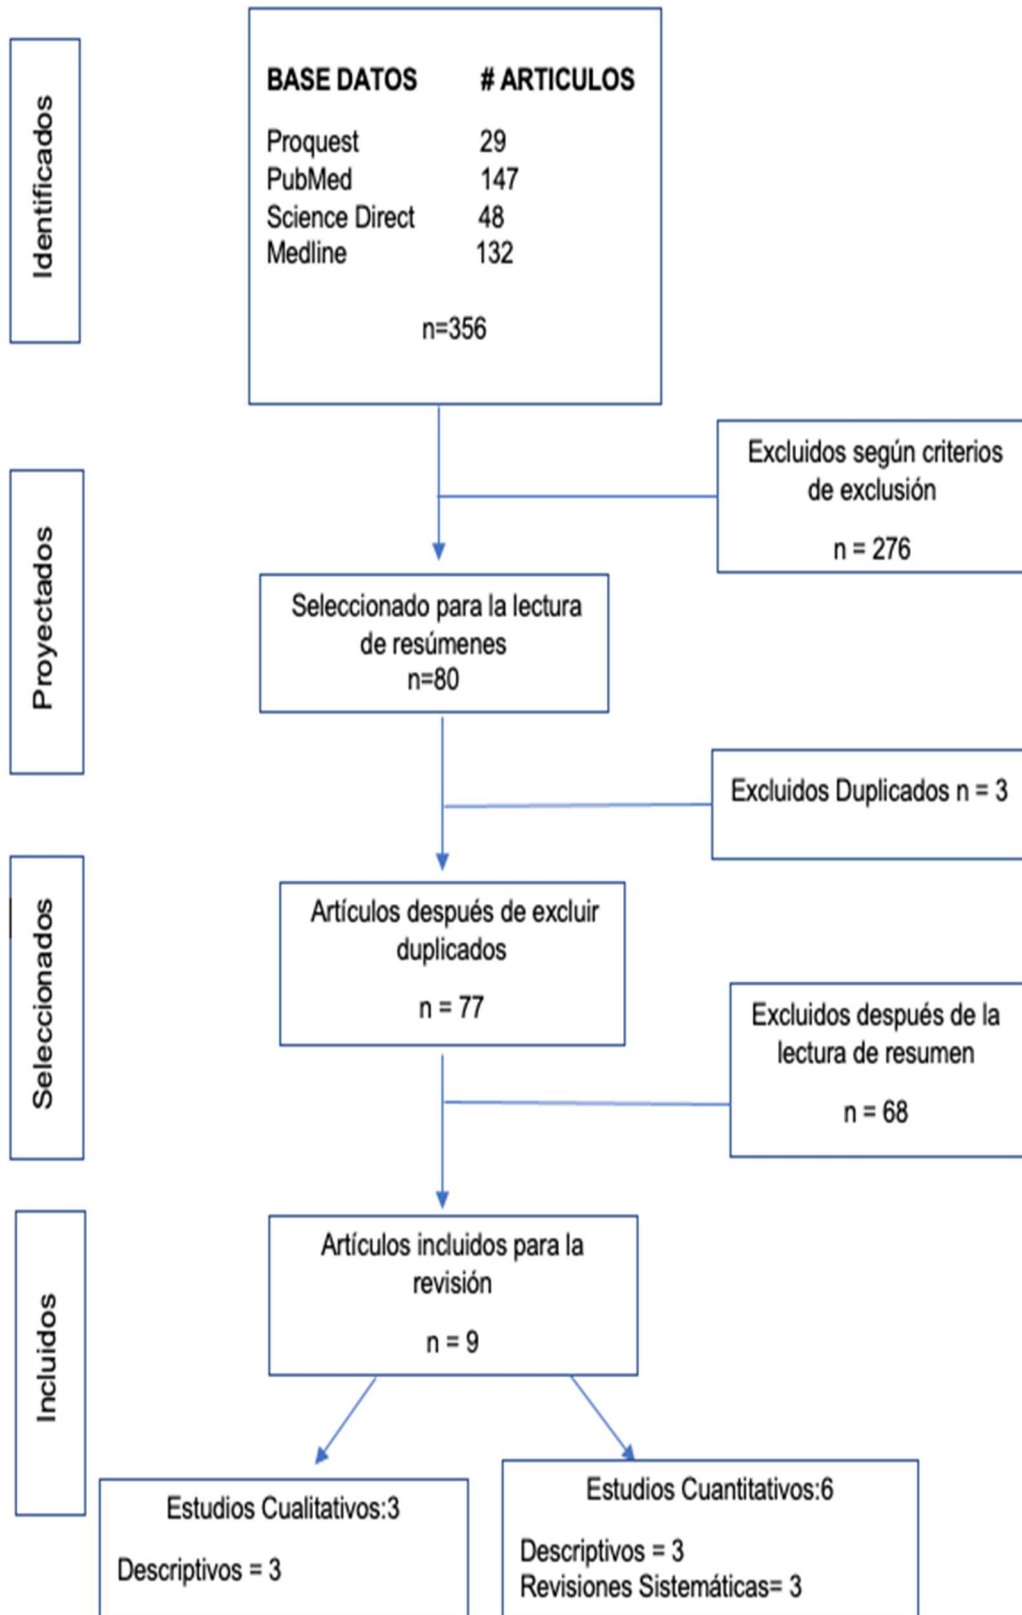 Identificados
BASE DATOS # ARTICULOS
Proquest 29
PubMed 147
Science Direct 48
Medline 132
n=356
Excluidos según criterios
de exclusión
n = 276
Proyectados
Seleccionado para la lectura
de resúmenes
n=80
Excluidos Duplicados n = 3
Seleccionados
Artículos después de excluir
duplicados
n = 77
Excluidos después de la
lectura de resumen
n = 68
Incluidos
Artículos incluidos para la
revisión
n = 9
Estudios Cualitativos:3
Descriptivos = 3
Estudios Cuantitativos:6
Descriptivos = 3
Revisiones Sistemáticas= 3